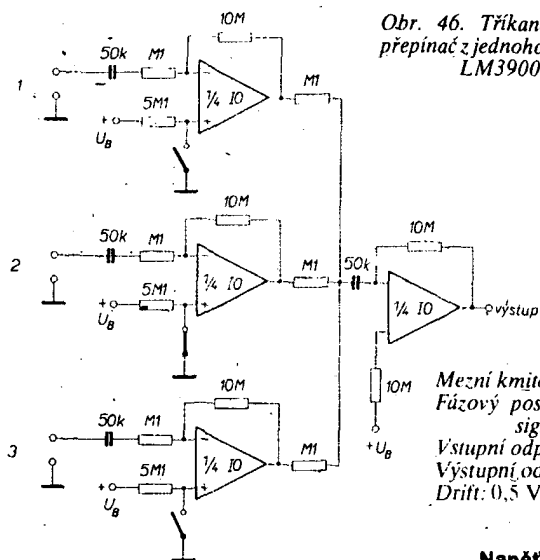 Obr. 46. Tříkan
přepínač z jednoho
LM3900
10M
50k
M1
1
5M1
+
U_B
-
+
1/4 IO
M1
10M
50k
M1
2
5M1
+
U_B
-
+
1/4 IO
M1
50k
10M
1/4 IO
výstup
10M
+U_B
10M
50k
M1
3
5M1
+
U_B
-
+
1/4 IO
M1
Mezní kmito
Fázový pos
sig
Vstupní odp
Výstupní od
Drift: 0,5 V
Napětí